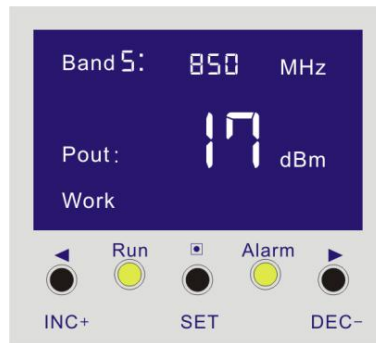 Band 5: 850 MHz
Pout: 17 dBm
Work
Run Alarm
INC+ SET DEC-